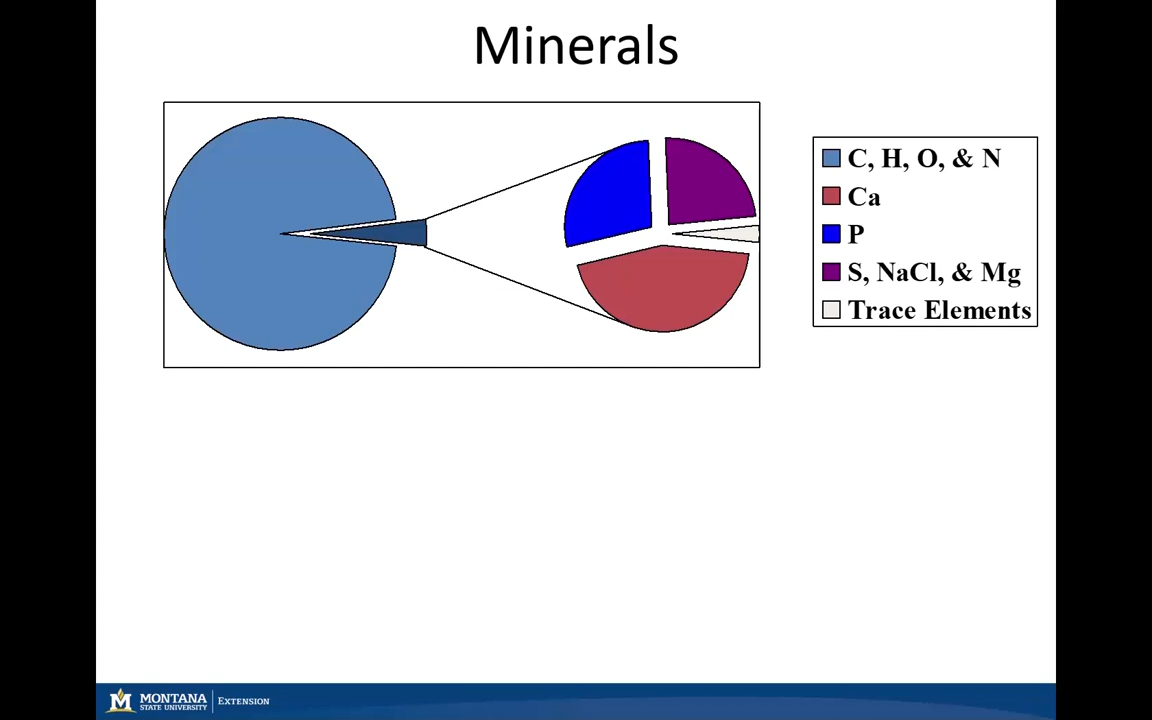 Minerals
C, H, O, & N
Ca
P
S, NaCl, & Mg
Trace Elements
M MONTANA STATE UNIVERSITY EXTENSION